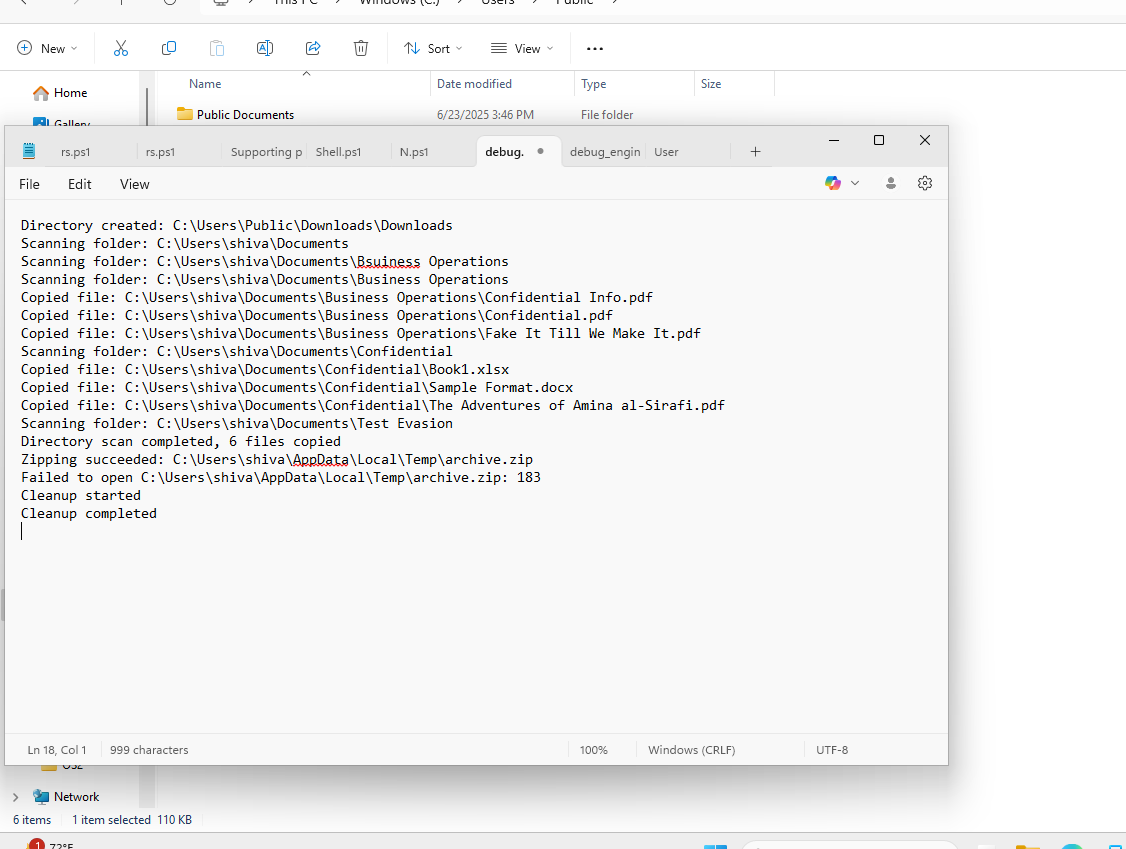 This PC > Windows (C:) > Users > Public >
New
Sort
View
Name
Date modified
Type
Size
Home
Public Documents
6/23/2025 3:46 PM
File folder
Gallery
rs.ps1
rs.ps1
Supporting p
Shell.ps1
N.ps1
debug.
debug_engin
User
File
Edit
View
Directory created: C:\Users\Public\Downloads\Downloads
Scanning folder: C:\Users\shiva\Documents
Scanning folder: C:\Users\shiva\Documents\Bsuiness Operations
Scanning folder: C:\Users\shiva\Documents\Business Operations
Copied file: C:\Users\shiva\Documents\Business Operations\Confidential Info.pdf
Copied file: C:\Users\shiva\Documents\Business Operations\Confidential.pdf
Copied file: C:\Users\shiva\Documents\Business Operations\Fake It Till We Make It.pdf
Scanning folder: C:\Users\shiva\Documents\Confidential
Copied file: C:\Users\shiva\Documents\Confidential\Book1.xlsx
Copied file: C:\Users\shiva\Documents\Confidential\Sample Format.docx
Copied file: C:\Users\shiva\Documents\Confidential\The Adventures of Amina al-Sirafi.pdf
Scanning folder: C:\Users\shiva\Documents\Test Evasion
Directory scan completed, 6 files copied
Zipping succeeded: C:\Users\shiva\AppData\Local\Temp\archive.zip
Failed to open C:\Users\shiva\AppData\Local\Temp\archive.zip: 183
Cleanup started
Cleanup completed
Ln 18, Col 1
999 characters
100%
Windows (CRLF)
UTF-8
Network
6 items
1 item selected 110 KB
1
72°F